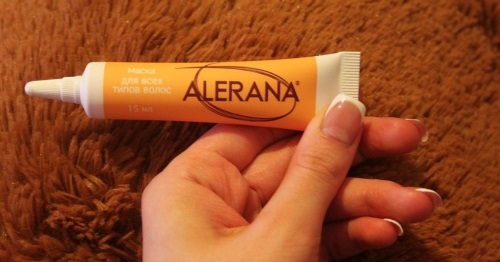 Маска
для всех
типов волос
15 мл
ALERANA®